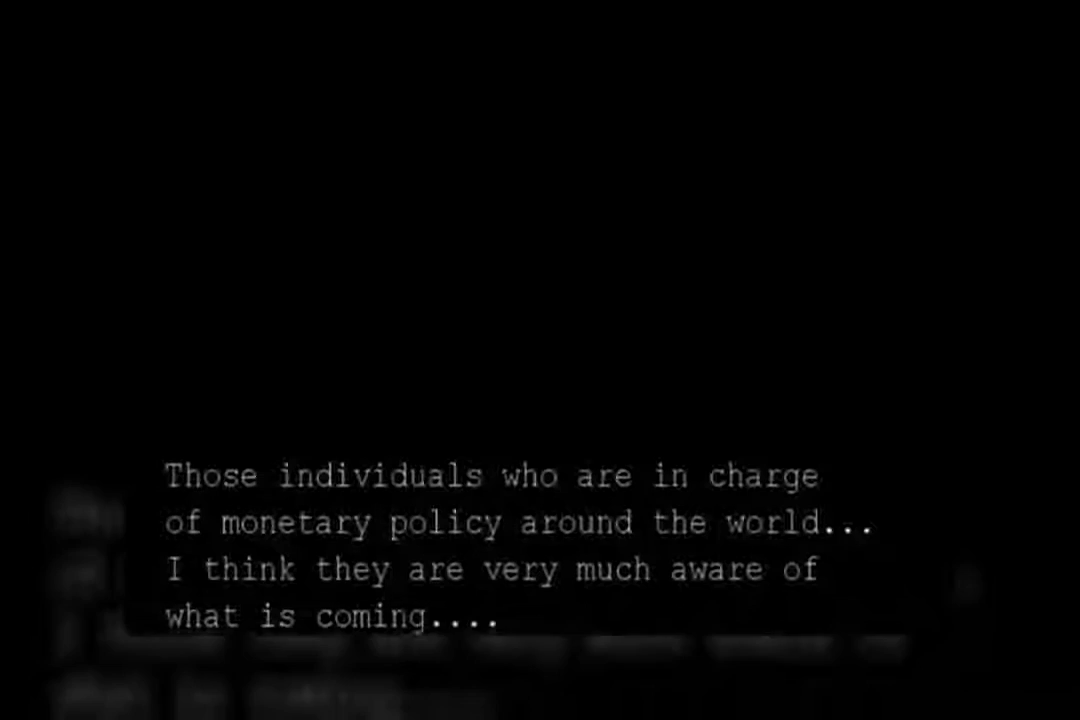 Those individuals who are in charge
of monetary policy around the world...
I think they are very much aware of
what is coming....